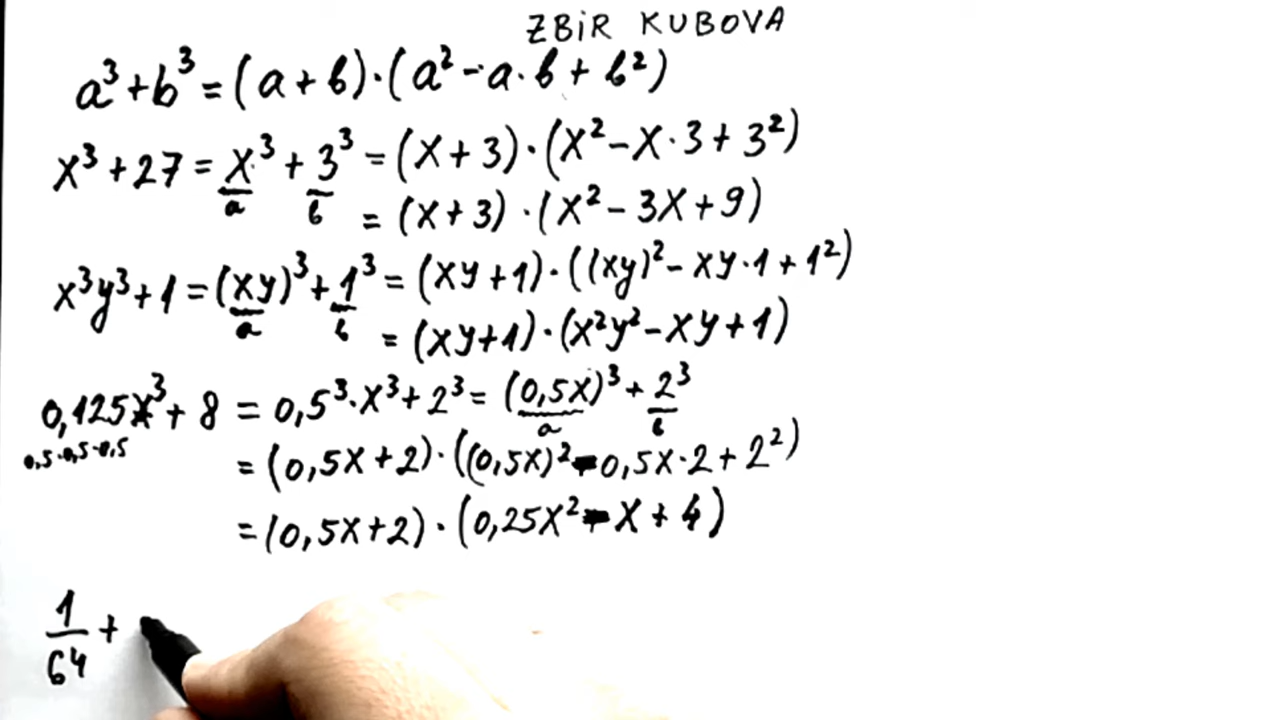 ZBIR KUBOVA
a³+b³=(a+b)·(a²-a·b+b²)
x³+27=x³+3³=(x+3)·(x²-x·3+3²)
a b
=(x+3)·(x²-3x+9)
x³y³+1=(xy)³+1³=(xy+1)·((xy)²-xy·1+1²)
a b
=(xy+1)·(x²y²-xy+1)
0,125x³+8=0,5³·x³+2³=(0,5x)³+2³
0,5·0,5·0,5 a b
=(0,5x+2)·((0,5x)²-0,5x·2+2²)
=(0,5x+2)·(0,25x²-x+4)
1/64+